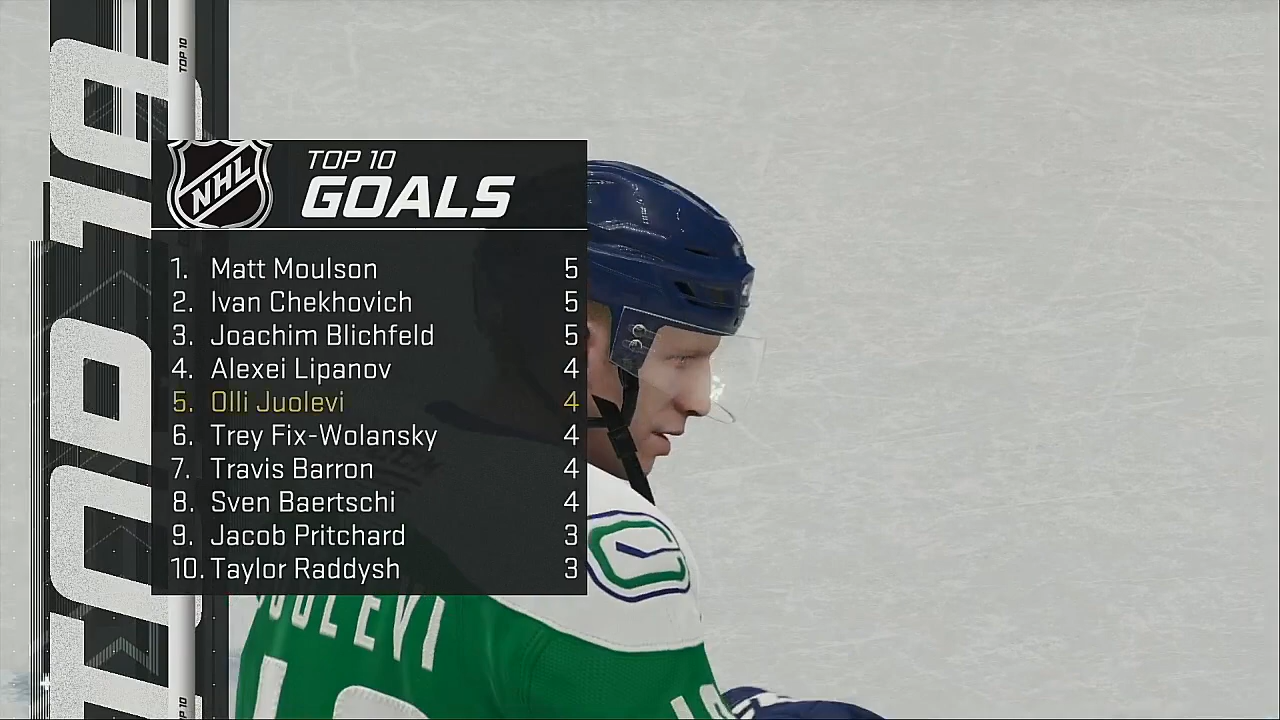 TOP 10
NHL
TOP 10
GOALS
1. Matt Moulson 5
2. Ivan Chekhovich 5
3. Joachim Blichfeld 5
4. Alexei Lipanov 4
5. Olli Juolevi 4
6. Trey Fix-Wolansky 4
7. Travis Barron 4
8. Sven Baertschi 4
9. Jacob Pritchard 3
10. Taylor Raddysh 3
UOLEVI
TOP 10